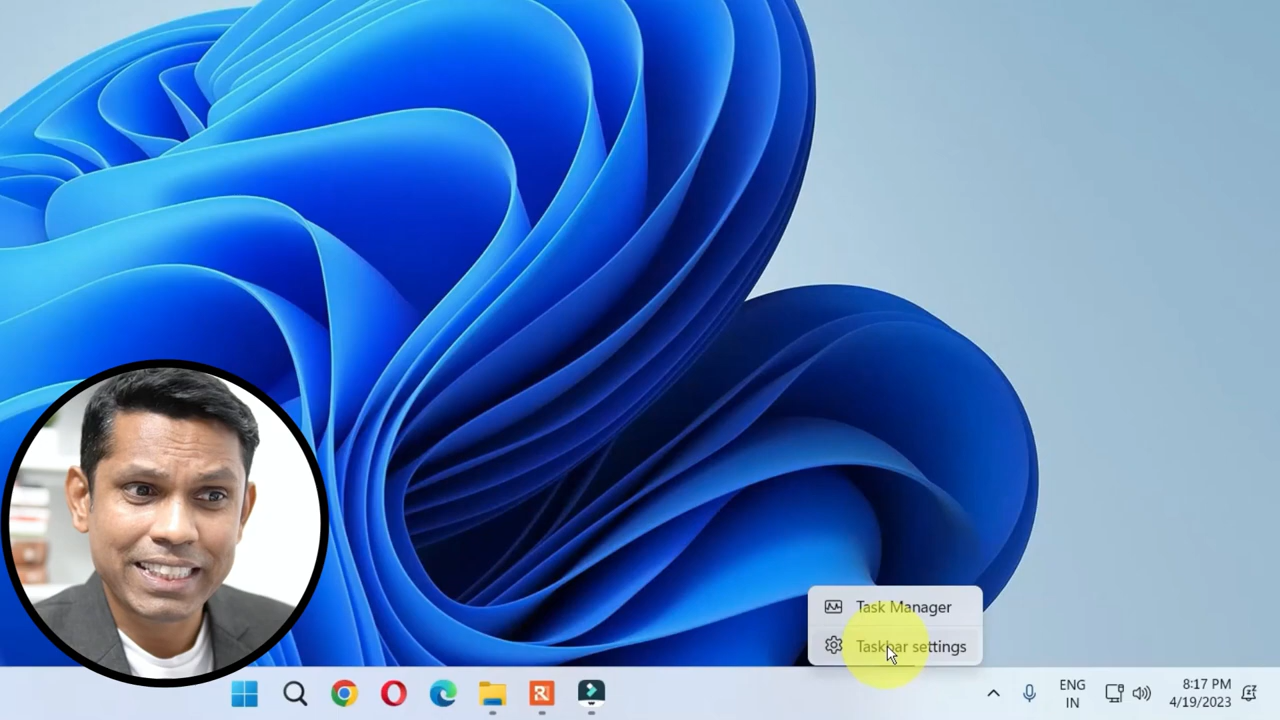 Task Manager
Taskbar settings
ENG
IN
8:17 PM
4/19/2023